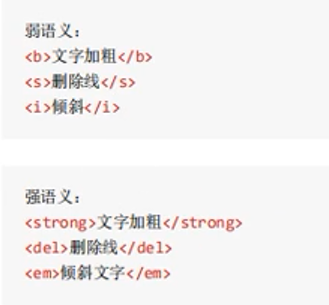 弱语义：
<b>文字加粗</b>
<s>删除线</s>
<i>倾斜</i>
强语义：
<strong>文字加粗</strong>
<del>删除线</del>
<em>倾斜文字</em>